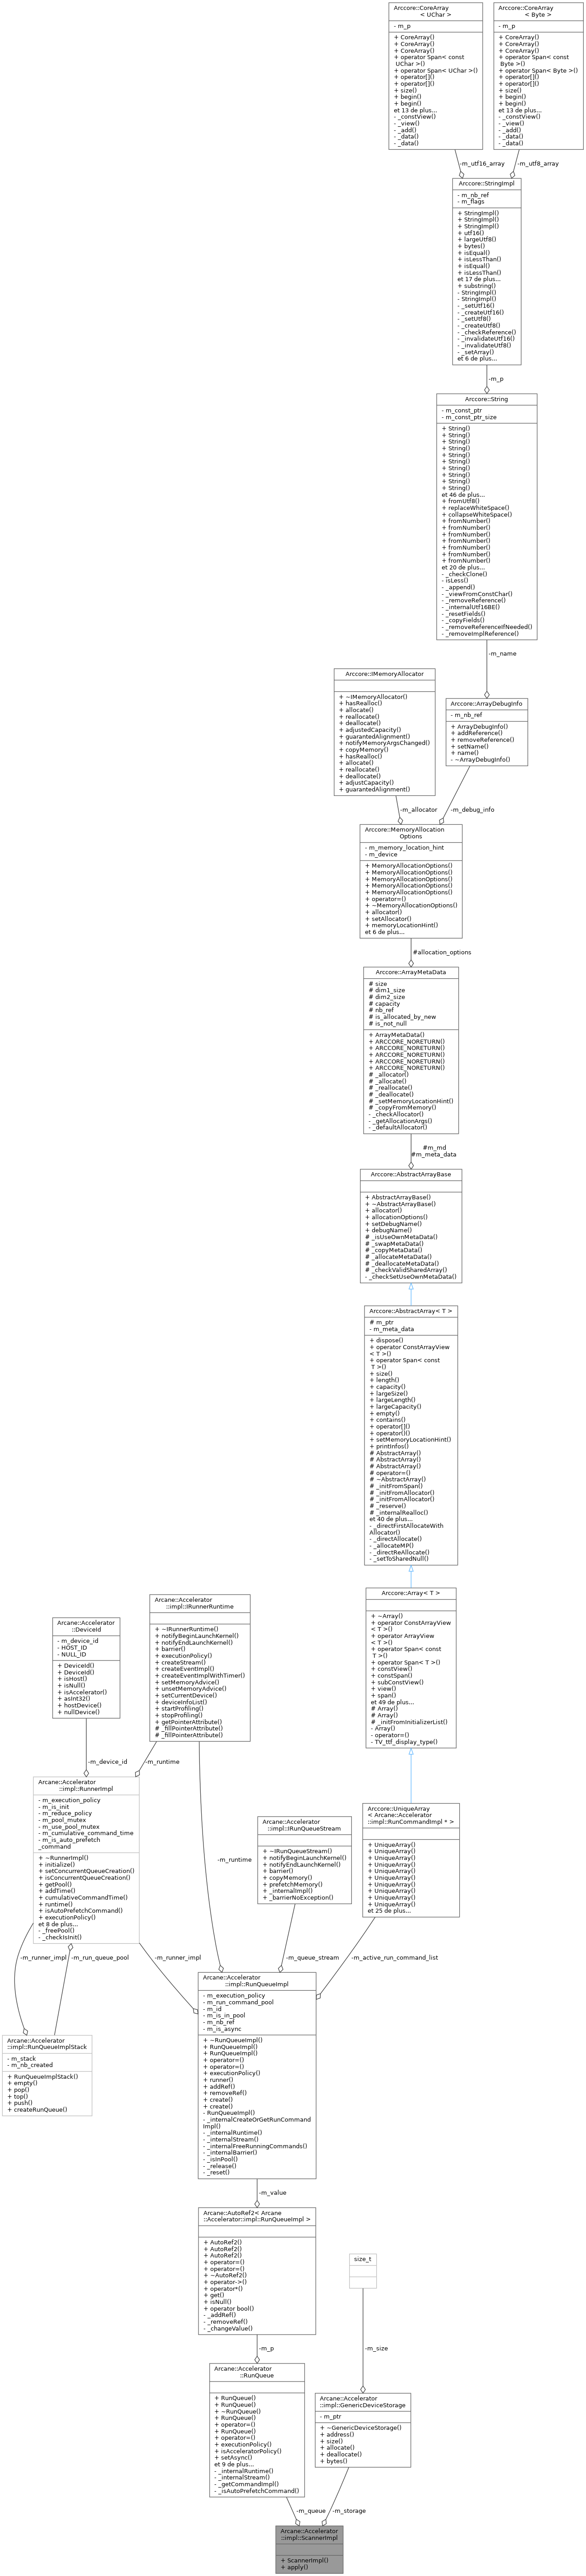 Arccore::CoreArray
< UChar >
- m_p
+ CoreArray()
+ CoreArray()
+ CoreArray()
+ operator Span< const
UChar >()
+ operator Span< UChar >()
+ operator[]()
+ operator[]()
+ size()
+ begin()
+ begin()
et 13 de plus...
- _constView()
- _view()
- _add()
- _data()
- _data()
Arccore::CoreArray
< Byte >
- m_p
+ CoreArray()
+ CoreArray()
+ CoreArray()
+ operator Span< const
Byte >()
+ operator Span< Byte >()
+ operator[]()
+ operator[]()
+ size()
+ begin()
+ begin()
et 13 de plus...
- _constView()
- _view()
- _add()
- _data()
- _data()
-m_utf16_array
-m_utf8_array
Arccore::StringImpl
- m_nb_ref
- m_flags
+ StringImpl()
+ StringImpl()
+ StringImpl()
+ utf16()
+ largeUtf8()
+ bytes()
+ isEqual()
+ isLessThan()
+ isEqual()
+ isLessThan()
et 17 de plus...
+ substring()
- StringImpl()
- StringImpl()
- _setUtf16()
- _createUtf16()
- _setUtf8()
- _createUtf8()
- _checkReference()
- _invalidateUtf16()
- _invalidateUtf8()
- _setArray()
et 6 de plus...
-m_p
Arccore::String
- m_const_ptr
- m_const_ptr_size
+ String()
+ String()
+ String()
+ String()
+ String()
+ String()
+ String()
+ String()
+ String()
+ String()
et 46 de plus...
+ fromUtf8()
+ replaceWhiteSpace()
+ collapseWhiteSpace()
+ fromNumber()
+ fromNumber()
+ fromNumber()
+ fromNumber()
+ fromNumber()
+ fromNumber()
+ fromNumber()
et 20 de plus...
- _checkClone()
- isLess()
- _append()
- _viewFromConstChar()
- _removeReference()
- _internalUtf16BE()
- _resetFields()
- _copyFields()
- _removeReferenceIfNeeded()
- _removeImplReference()
-m_name
Arccore::IMemoryAllocator
+ ~IMemoryAllocator()
+ hasRealloc()
+ allocate()
+ reallocate()
+ deallocate()
+ adjustedCapacity()
+ guarantedAlignment()
+ notifyMemoryArgsChanged()
+ copyMemory()
+ hasRealloc()
+ allocate()
+ reallocate()
+ deallocate()
+ adjustCapacity()
+ guarantedAlignment()
Arccore::ArrayDebugInfo
- m_nb_ref
+ ArrayDebugInfo()
+ addReference()
+ removeReference()
+ setName()
+ name()
- ~ArrayDebugInfo()
-m_allocator
-m_debug_info
Arccore::MemoryAllocation
Options
- m_memory_location_hint
- m_device
+ MemoryAllocationOptions()
+ MemoryAllocationOptions()
+ MemoryAllocationOptions()
+ MemoryAllocationOptions()
+ MemoryAllocationOptions()
+ operator=()
+ ~MemoryAllocationOptions()
+ allocator()
+ setAllocator()
+ memoryLocationHint()
et 6 de plus...
#allocation_options
Arccore::ArrayMetaData
# size
# dim1_size
# dim2_size
# capacity
# nb_ref
# is_allocated_by_new
# is_not_null
+ ArrayMetaData()
+ ARCCORE_NORETURN()
+ ARCCORE_NORETURN()
+ ARCCORE_NORETURN()
+ ARCCORE_NORETURN()
+ ARCCORE_NORETURN()
# _allocator()
# _allocate()
# _reallocate()
# _deallocate()
# _setMemoryLocationHint()
# _copyFromMemory()
- _checkAllocator()
- _getAllocationArgs()
- _defaultAllocator()
#m_md
#m_meta_data
Arccore::AbstractArrayBase
+ AbstractArrayBase()
+ ~AbstractArrayBase()
+ allocator()
+ allocationOptions()
+ setDebugName()
+ debugName()
# _isUseOwnMetaData()
# _swapMetaData()
# _copyMetaData()
# _allocateMetaData()
# _deallocateMetaData()
# _checkValidSharedArray()
- _checkSetUseOwnMetaData()
Arccore::AbstractArray< T >
# m_ptr
- m_meta_data
+ dispose()
+ operator ConstArrayView
< T >()
+ operator Span< const
T >()
+ size()
+ length()
+ capacity()
+ largeSize()
+ largeLength()
+ largeCapacity()
+ empty()
+ contains()
+ operator[]()
+ operator()()
+ setMemoryLocationHint()
+ printInfos()
# AbstractArray()
# AbstractArray()
# AbstractArray()
# operator=()
# ~AbstractArray()
# _initFromSpan()
# _initFromAllocator()
# _initFromAllocator()
# _reserve()
# _internalRealloc()
et 40 de plus...
- _directFirstAllocateWith
Allocator()
- _directAllocate()
- _allocateMP()
- _directReAllocate()
- _setToSharedNull()
Arccore::Array< T >
+ ~Array()
+ operator ConstArrayView
< T >()
+ operator ArrayView
< T >()
+ operator Span< const
T >()
+ operator Span< T >()
+ constView()
+ constSpan()
+ subConstView()
+ view()
+ span()
et 49 de plus...
# Array()
# Array()
# _initFromInitializerList()
- Array()
- operator=()
- TV_ttf_display_type()
Arcane::Accelerator
::DeviceId
- m_device_id
- HOST_ID
- NULL_ID
+ DeviceId()
+ DeviceId()
+ isHost()
+ isNull()
+ isAccelerator()
+ asInt32()
+ hostDevice()
+ nullDevice()
Arcane::Accelerator
::impl::IRunnerRuntime
+ ~IRunnerRuntime()
+ notifyBeginLaunchKernel()
+ notifyEndLaunchKernel()
+ barrier()
+ executionPolicy()
+ createStream()
+ createEventImpl()
+ createEventImplWithTimer()
+ setMemoryAdvice()
+ unsetMemoryAdvice()
+ setCurrentDevice()
+ deviceInfoList()
+ startProfiling()
+ stopProfiling()
+ getPointerAttribute()
# _fillPointerAttribute()
# _fillPointerAttribute()
-m_device_id
-m_runtime
Arcane::Accelerator
::impl::RunnerImpl
- m_execution_policy
- m_is_init
- m_reduce_policy
- m_pool_mutex
- m_use_pool_mutex
- m_cumulative_command_time
- m_is_auto_prefetch
_command
+ ~RunnerImpl()
+ initialize()
+ setConcurrentQueueCreation()
+ isConcurrentQueueCreation()
+ getPool()
+ addTime()
+ cumulativeCommandTime()
+ runtime()
+ isAutoPrefetchCommand()
+ executionPolicy()
et 8 de plus...
- _freePool()
- _checkIsInit()
-m_runtime
Arcane::Accelerator
::impl::IRunQueueStream
+ ~IRunQueueStream()
+ notifyBeginLaunchKernel()
+ notifyEndLaunchKernel()
+ barrier()
+ copyMemory()
+ prefetchMemory()
+ _internalImpl()
+ _barrierNoException()
Arccore::UniqueArray
< Arcane::Accelerator
::impl::RunCommandImpl * >
+ UniqueArray()
+ UniqueArray()
+ UniqueArray()
+ UniqueArray()
+ UniqueArray()
+ UniqueArray()
+ UniqueArray()
+ UniqueArray()
+ UniqueArray()
+ UniqueArray()
et 25 de plus...
-m_runner_impl
-m_run_queue_pool
-m_runner_impl
-m_queue_stream
-m_active_run_command_list
Arcane::Accelerator
::impl::RunQueueImplStack
- m_stack
- m_nb_created
+ RunQueueImplStack()
+ empty()
+ pop()
+ top()
+ push()
+ createRunQueue()
Arcane::Accelerator
::impl::RunQueueImpl
- m_execution_policy
- m_run_command_pool
- m_id
- m_is_in_pool
- m_nb_ref
- m_is_async
+ ~RunQueueImpl()
+ RunQueueImpl()
+ RunQueueImpl()
+ operator=()
+ operator=()
+ executionPolicy()
+ runner()
+ addRef()
+ removeRef()
+ create()
+ create()
- RunQueueImpl()
- _internalCreateOrGetRunCommand
Impl()
- _internalRuntime()
- _internalStream()
- _internalFreeRunningCommands()
- _internalBarrier()
- _isInPool()
- _release()
- _reset()
-m_value
Arcane::AutoRef2< Arcane
::Accelerator::impl::RunQueueImpl >
+ AutoRef2()
+ AutoRef2()
+ AutoRef2()
+ operator=()
+ operator=()
+ ~AutoRef2()
+ operator->()
+ operator*()
+ get()
+ isNull()
+ operator bool()
- _addRef()
- _removeRef()
- _changeValue()
size_t
-m_p
-m_size
Arcane::Accelerator
::RunQueue
+ RunQueue()
+ RunQueue()
+ ~RunQueue()
+ RunQueue()
+ operator=()
+ RunQueue()
+ operator=()
+ executionPolicy()
+ isAcceleratorPolicy()
+ setAsync()
et 9 de plus...
- _internalRuntime()
- _internalStream()
- _getCommandImpl()
- _isAutoPrefetchCommand()
Arcane::Accelerator
::impl::GenericDeviceStorage
- m_ptr
+ ~GenericDeviceStorage()
+ address()
+ size()
+ allocate()
+ deallocate()
+ bytes()
-m_queue
-m_storage
Arcane::Accelerator
::impl::ScannerImpl
+ ScannerImpl()
+ apply()